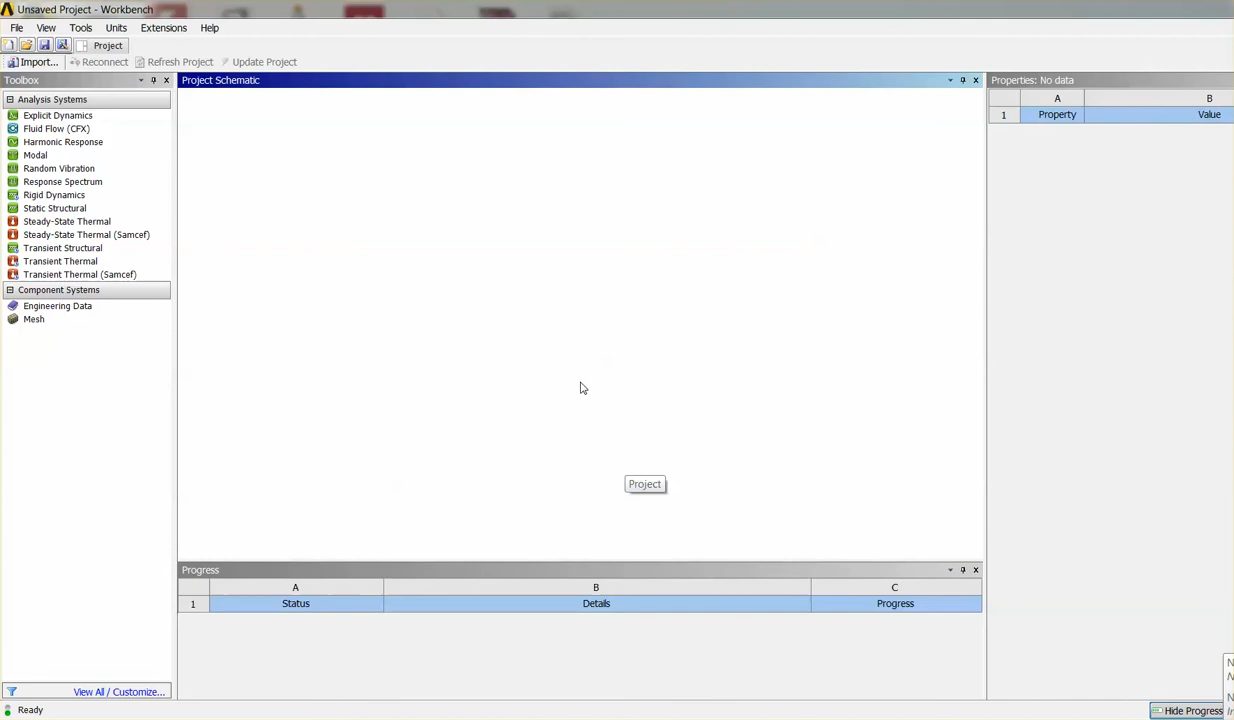 Unsaved Project - Workbench
File View Tools Units Extensions Help
Project
Import... Reconnect Refresh Project Update Project
Toolbox
Analysis Systems
Explicit Dynamics
Fluid Flow (CFX)
Harmonic Response
Modal
Random Vibration
Response Spectrum
Rigid Dynamics
Static Structural
Steady-State Thermal
Steady-State Thermal (Samcef)
Transient Structural
Transient Thermal
Transient Thermal (Samcef)
Component Systems
Engineering Data
Mesh
View All / Customize...
Project Schematic
Project
Progress
A B C
1 Status Details Progress
Properties: No data
A B
1 Property Value
Ready
Hide Progress